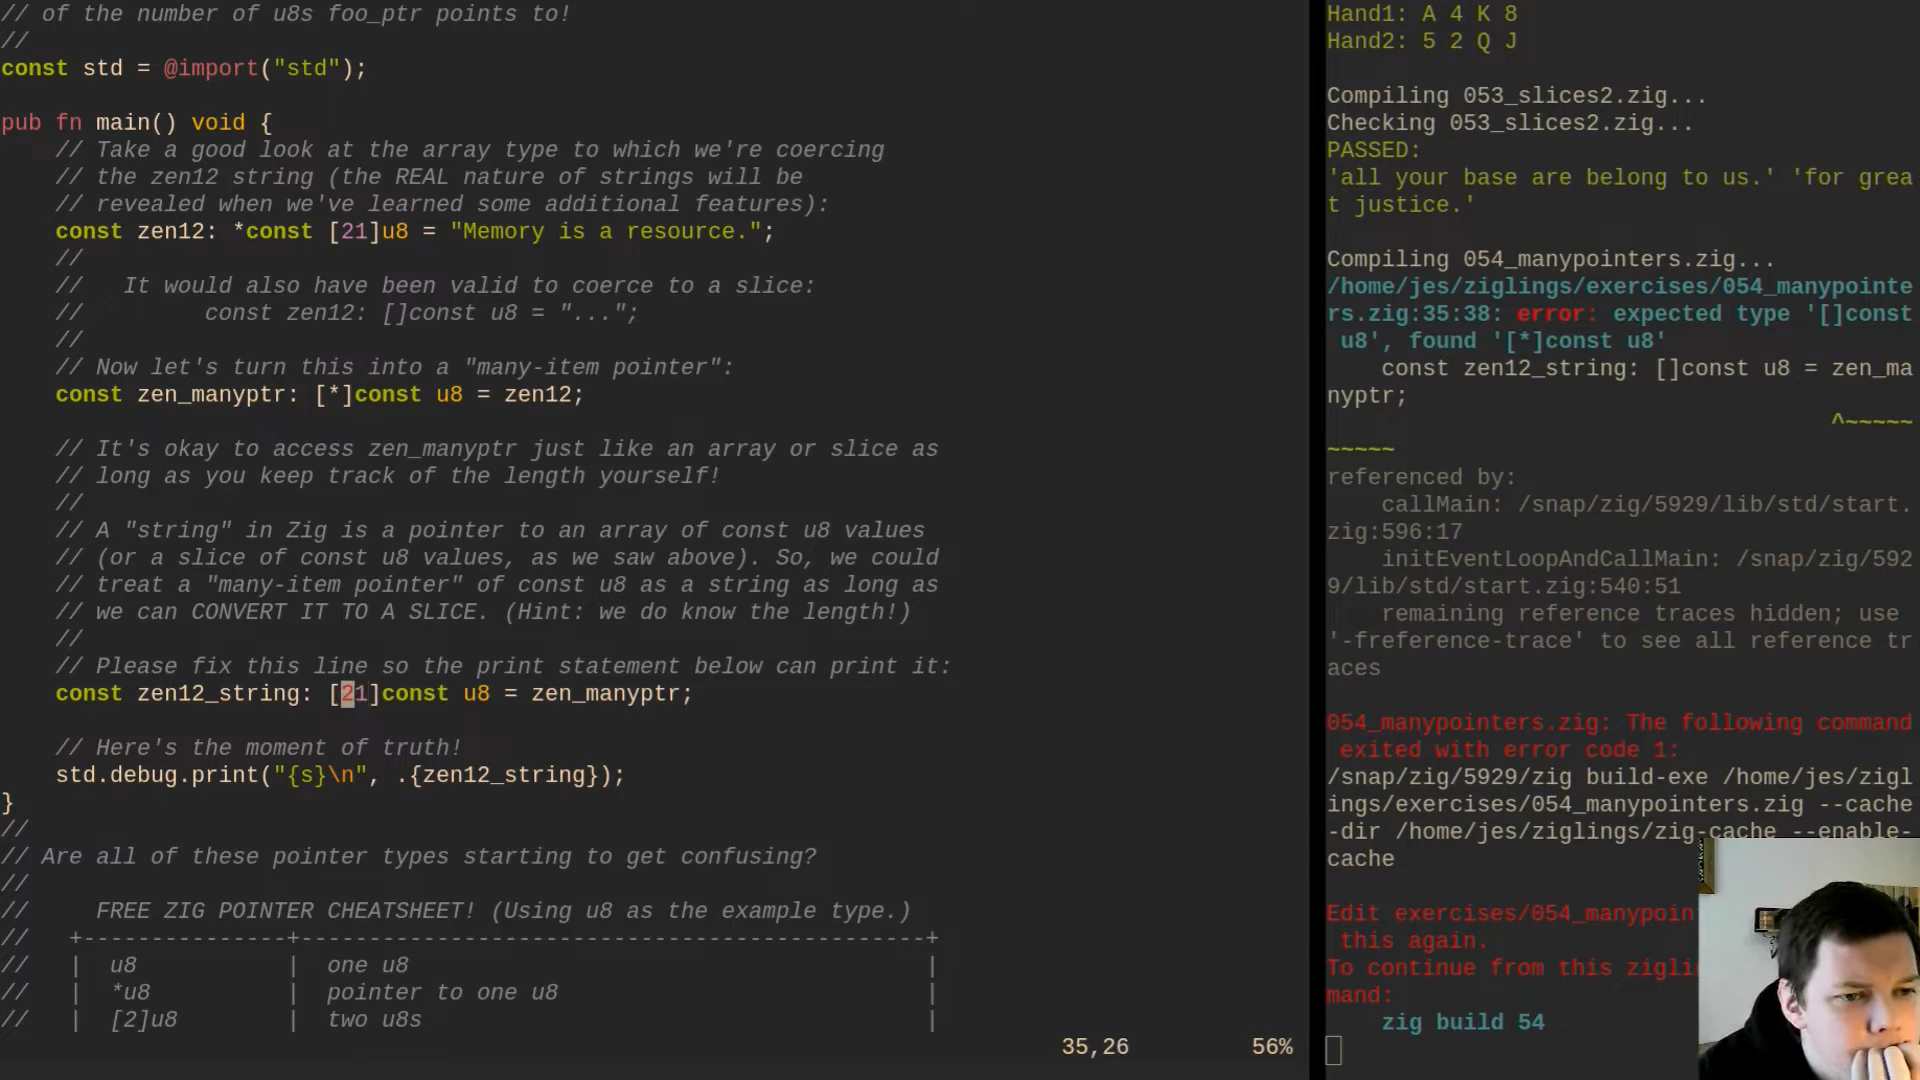 // of the number of u8s foo_ptr points to!
//
const std = @import("std");
pub fn main() void {
// Take a good look at the array type to which we're coercing
// the zen12 string (the REAL nature of strings will be
// revealed when we've learned some additional features):
const zen12: *const [21]u8 = "Memory is a resource.";
//
//   It would also have been valid to coerce to a slice:
//         const zen12: []const u8 = "...";
//
// Now let's turn this into a "many-item pointer":
const zen_manyptr: [*]const u8 = zen12;
// It's okay to access zen_manyptr just like an array or slice as
// long as you keep track of the length yourself!
//
// A "string" in Zig is a pointer to an array of const u8 values
// (or a slice of const u8 values, as we saw above). So, we could
// treat a "many-item pointer" of const u8 as a string as long as
// we can CONVERT IT TO A SLICE. (Hint: we do know the length!)
//
// Please fix this line so the print statement below can print it:
const zen12_string: [21]const u8 = zen_manyptr;
// Here's the moment of truth!
std.debug.print("{s}\n", .{zen12_string});
}
//
// Are all of these pointer types starting to get confusing?
//
//     FREE ZIG POINTER CHEATSHEET! (Using u8 as the example type.)
//   +---------------+----------------------------------------------+
//   |  u8           |  one u8                                      |
//   |  *u8          |  pointer to one u8                           |
//   |  [2]u8        |  two u8s                                     |
35,26         56%
Hand1: A 4 K 8
Hand2: 5 2 Q J
Compiling 053_slices2.zig...
Checking 053_slices2.zig...
PASSED:
'all your base are belong to us.' 'for grea
t justice.'
Compiling 054_manypointers.zig...
/home/jes/ziglings/exercises/054_manypointe
rs.zig:35:38: error: expected type '[]const
u8', found '[*]const u8'
const zen12_string: []const u8 = zen_ma
nyptr;
^~~~~~
~~~~~
referenced by:
callMain: /snap/zig/5929/lib/std/start.
zig:596:17
initEventLoopAndCallMain: /snap/zig/592
9/lib/std/start.zig:540:51
remaining reference traces hidden; use
'-freference-trace' to see all reference tr
aces
054_manypointers.zig: The following command
exited with error code 1:
/snap/zig/5929/zig build-exe /home/jes/zigl
ings/exercises/054_manypointers.zig --cache
-dir /home/jes/ziglings/zig-cache --enable-
cache
Edit exercises/054_manypoin
this again.
To continue from this zigli
mand:
zig build 54